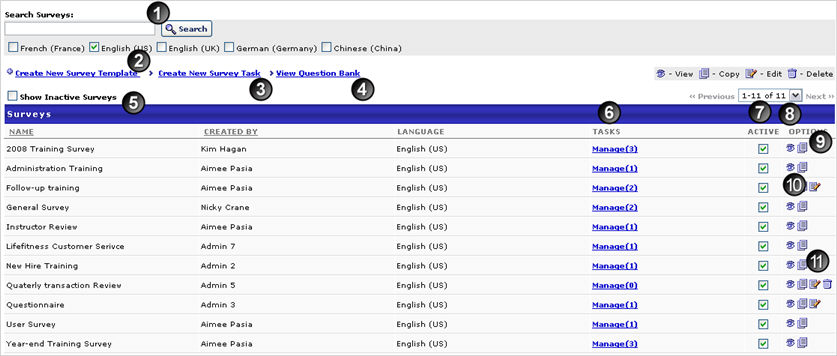 Search Surveys:
1
Search
French (France) English (US) English (UK) German (Germany) Chinese (China)
2
Create New Survey Template Create New Survey Task View Question Bank
- View - Copy - Edit - Delete
3 4
Show Inactive Surveys
5
‹‹ Previous 1-11 of 11 Next ››
6 7 8
Surveys
NAME CREATED BY LANGUAGE TASKS ACTIVE OPTIONS
9
2008 Training Survey Kim Hagan English (US) Manage(3)
Administration Training Aimee Pasia English (US) Manage(1)
10
Follow-up training Aimee Pasia English (US) Manage(2)
General Survey Nicky Crane English (US) Manage(2)
Instructor Review Aimee Pasia English (US) Manage(1)
Lifefitness Customer Serivce Admin 7 English (US) Manage(1)
11
New Hire Training Admin 2 English (US) Manage(1)
Quaterly transaction Review Admin 5 English (US) Manage(0)
Questionnaire Admin 3 English (US) Manage(1)
User Survey Aimee Pasia English (US) Manage(1)
Year-end Training Survey Aimee Pasia English (US) Manage(3)